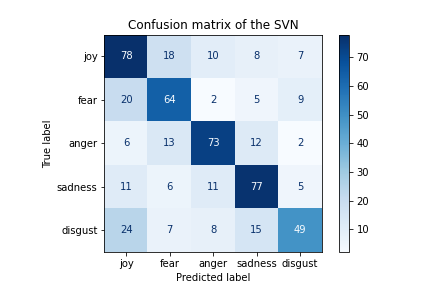 Confusion matrix of the SVN
True label
joy 78 18 10 8 7
fear 20 64 2 5 9
anger 6 13 73 12 2
sadness 11 6 11 77 5
disgust 24 7 8 15 49
joy fear anger sadness disgust
Predicted label
70
60
50
40
30
20
10